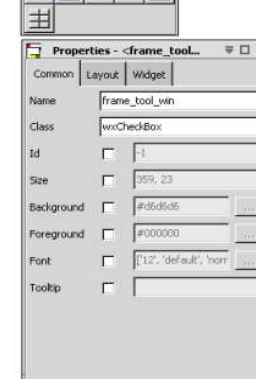 Properties - <frame_tool...
Common Layout Widget
Name frame_tool_win
Class wxCheckBox
Id -1
Size 359, 23
Background #d6d6d6 ...
Foreground #000000 ...
Font ['12', 'default', 'norr ...
Tooltip